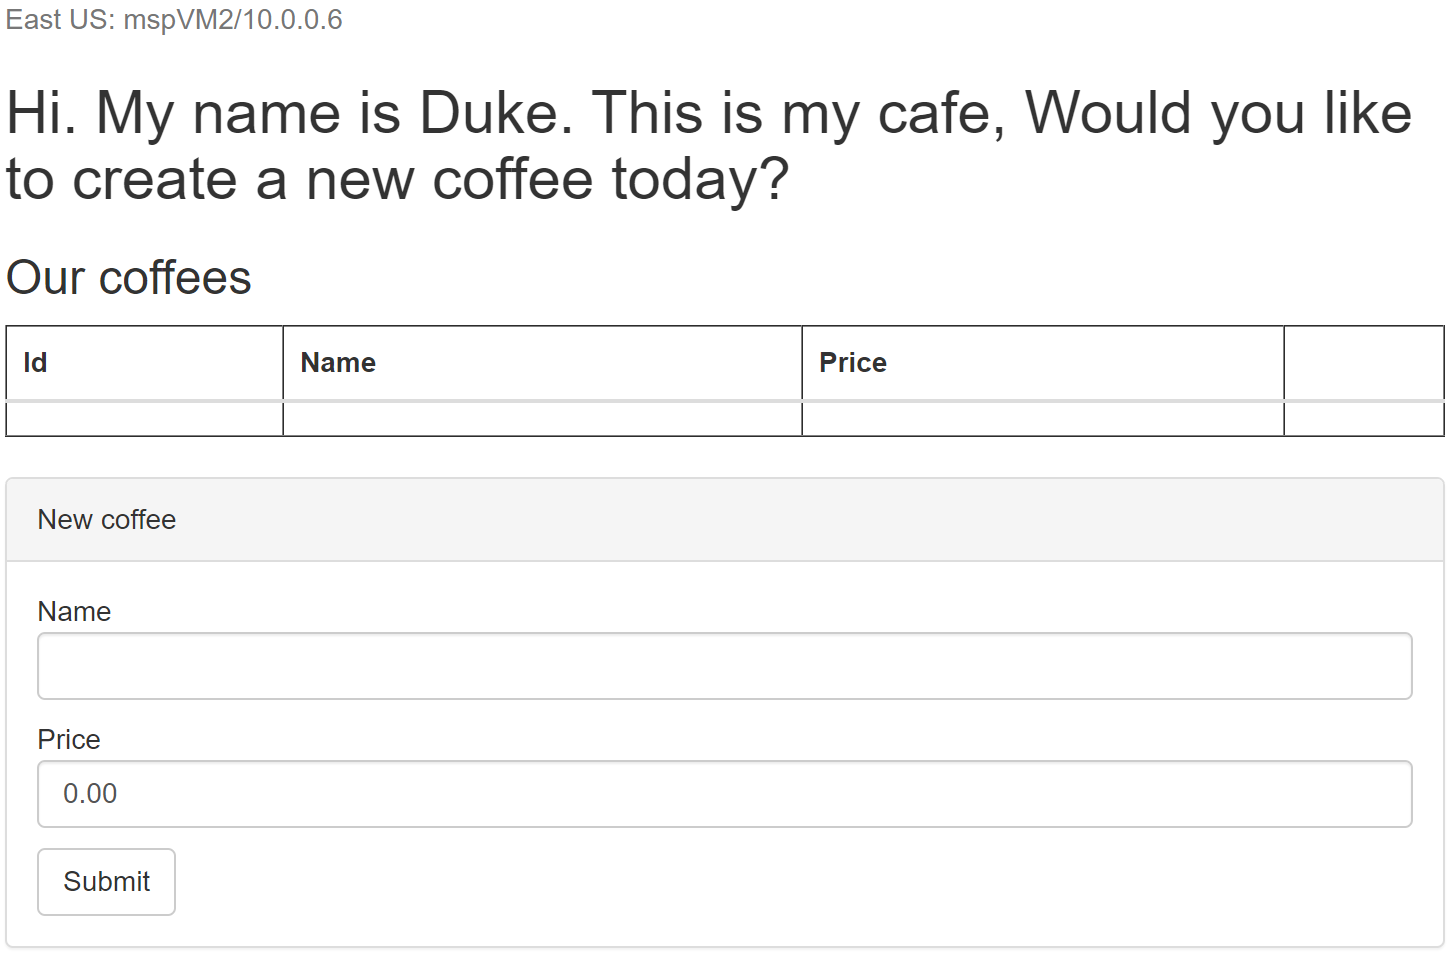 East US: mspVM2/10.0.0.6
Hi. My name is Duke. This is my cafe, Would you like
to create a new coffee today?
Our coffees
Id Name Price
New coffee
Name
Price
0.00
Submit